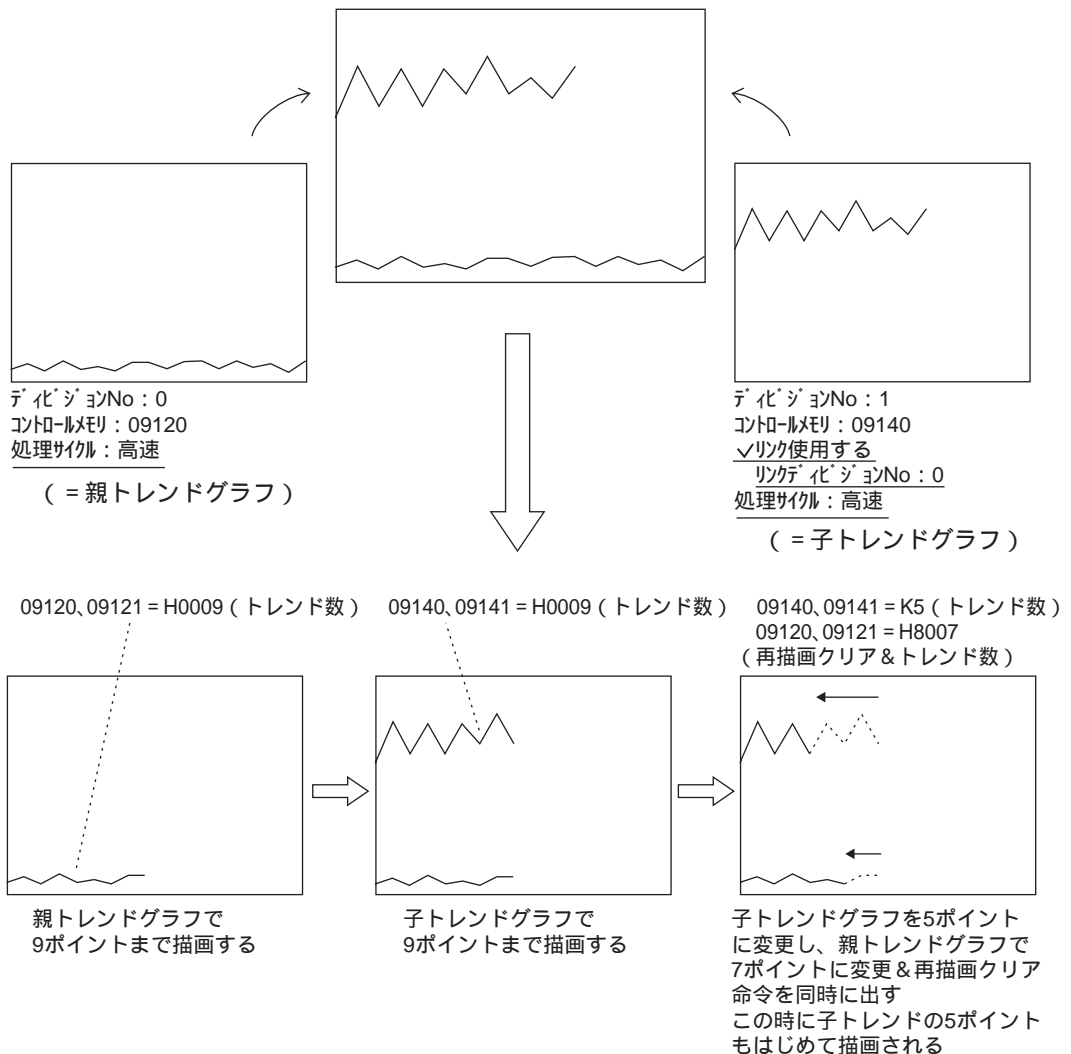 ディビジョンNo：0
コントロールメモリ：09120
処理サイクル：高速
（＝親トレンドグラフ）
ディビジョンNo：1
コントロールメモリ：09140
✓リンク使用する
リンクディビジョンNo：0
処理サイクル：高速
（＝子トレンドグラフ）
09120、09121＝H0009（トレンド数）
09140、09141＝H0009（トレンド数）
09140、09141＝K5（トレンド数）
09120、09121＝H8007
（再描画クリア＆トレンド数）
親トレンドグラフで
9ポイントまで描画する
子トレンドグラフで
9ポイントまで描画する
子トレンドグラフを5ポイント
に変更し、親トレンドグラフで
7ポイントに変更＆再描画クリア
命令を同時に出す
この時に子トレンドの5ポイント
もはじめて描画される